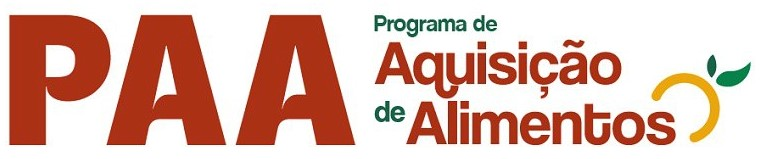 PAA
Programa de
Aquisição
de Alimentos